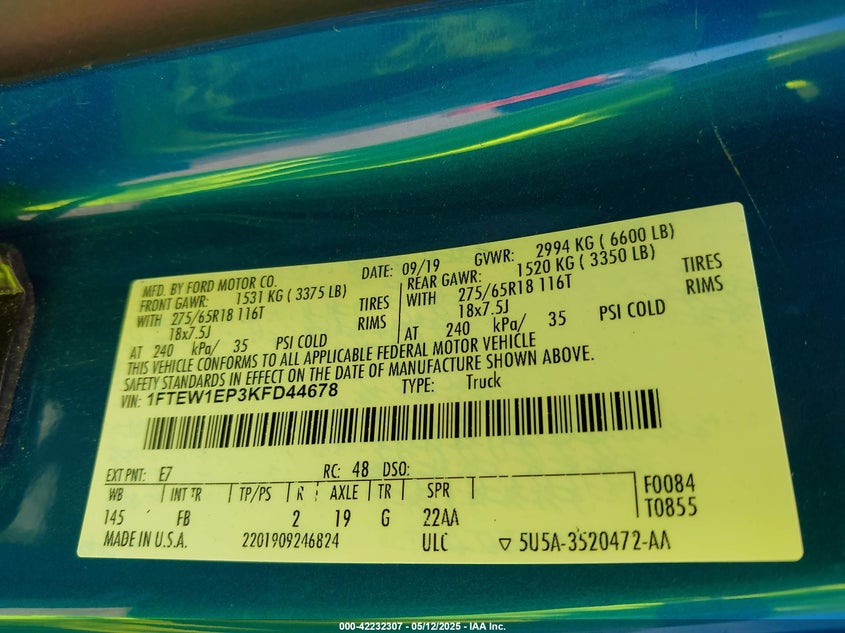 MFD. BY FORD MOTOR CO. DATE: 09/19 GVWR: 2994 KG ( 6600 LB)
FRONT GAWR: 1531 KG ( 3375 LB) REAR GAWR: 1520 KG ( 3350 LB)
WITH 275/65R18 116T TIRES WITH 275/65R18 116T TIRES
18x7.5J RIMS 18x7.5J RIMS
AT 240 kPa/ 35 PSI COLD AT 240 kPa/ 35 PSI COLD
THIS VEHICLE CONFORMS TO ALL APPLICABLE FEDERAL MOTOR VEHICLE
SAFETY STANDARDS IN EFFECT ON THE DATE OF MANUFACTURE SHOWN ABOVE.
VIN: 1FTEW1EP3KFD44678 TYPE: Truck
EXT PNT: E7 RC: 48 DSO:
WB INT TR TP/PS R AXLE TR SPR F0084
145 FB 2 19 G 22AA T0855
MADE IN U.S.A. 2201909246824 ULC ▽ 5U5A-3520472-AA
000-42232307 - 05/12/2025 - IAA Inc.